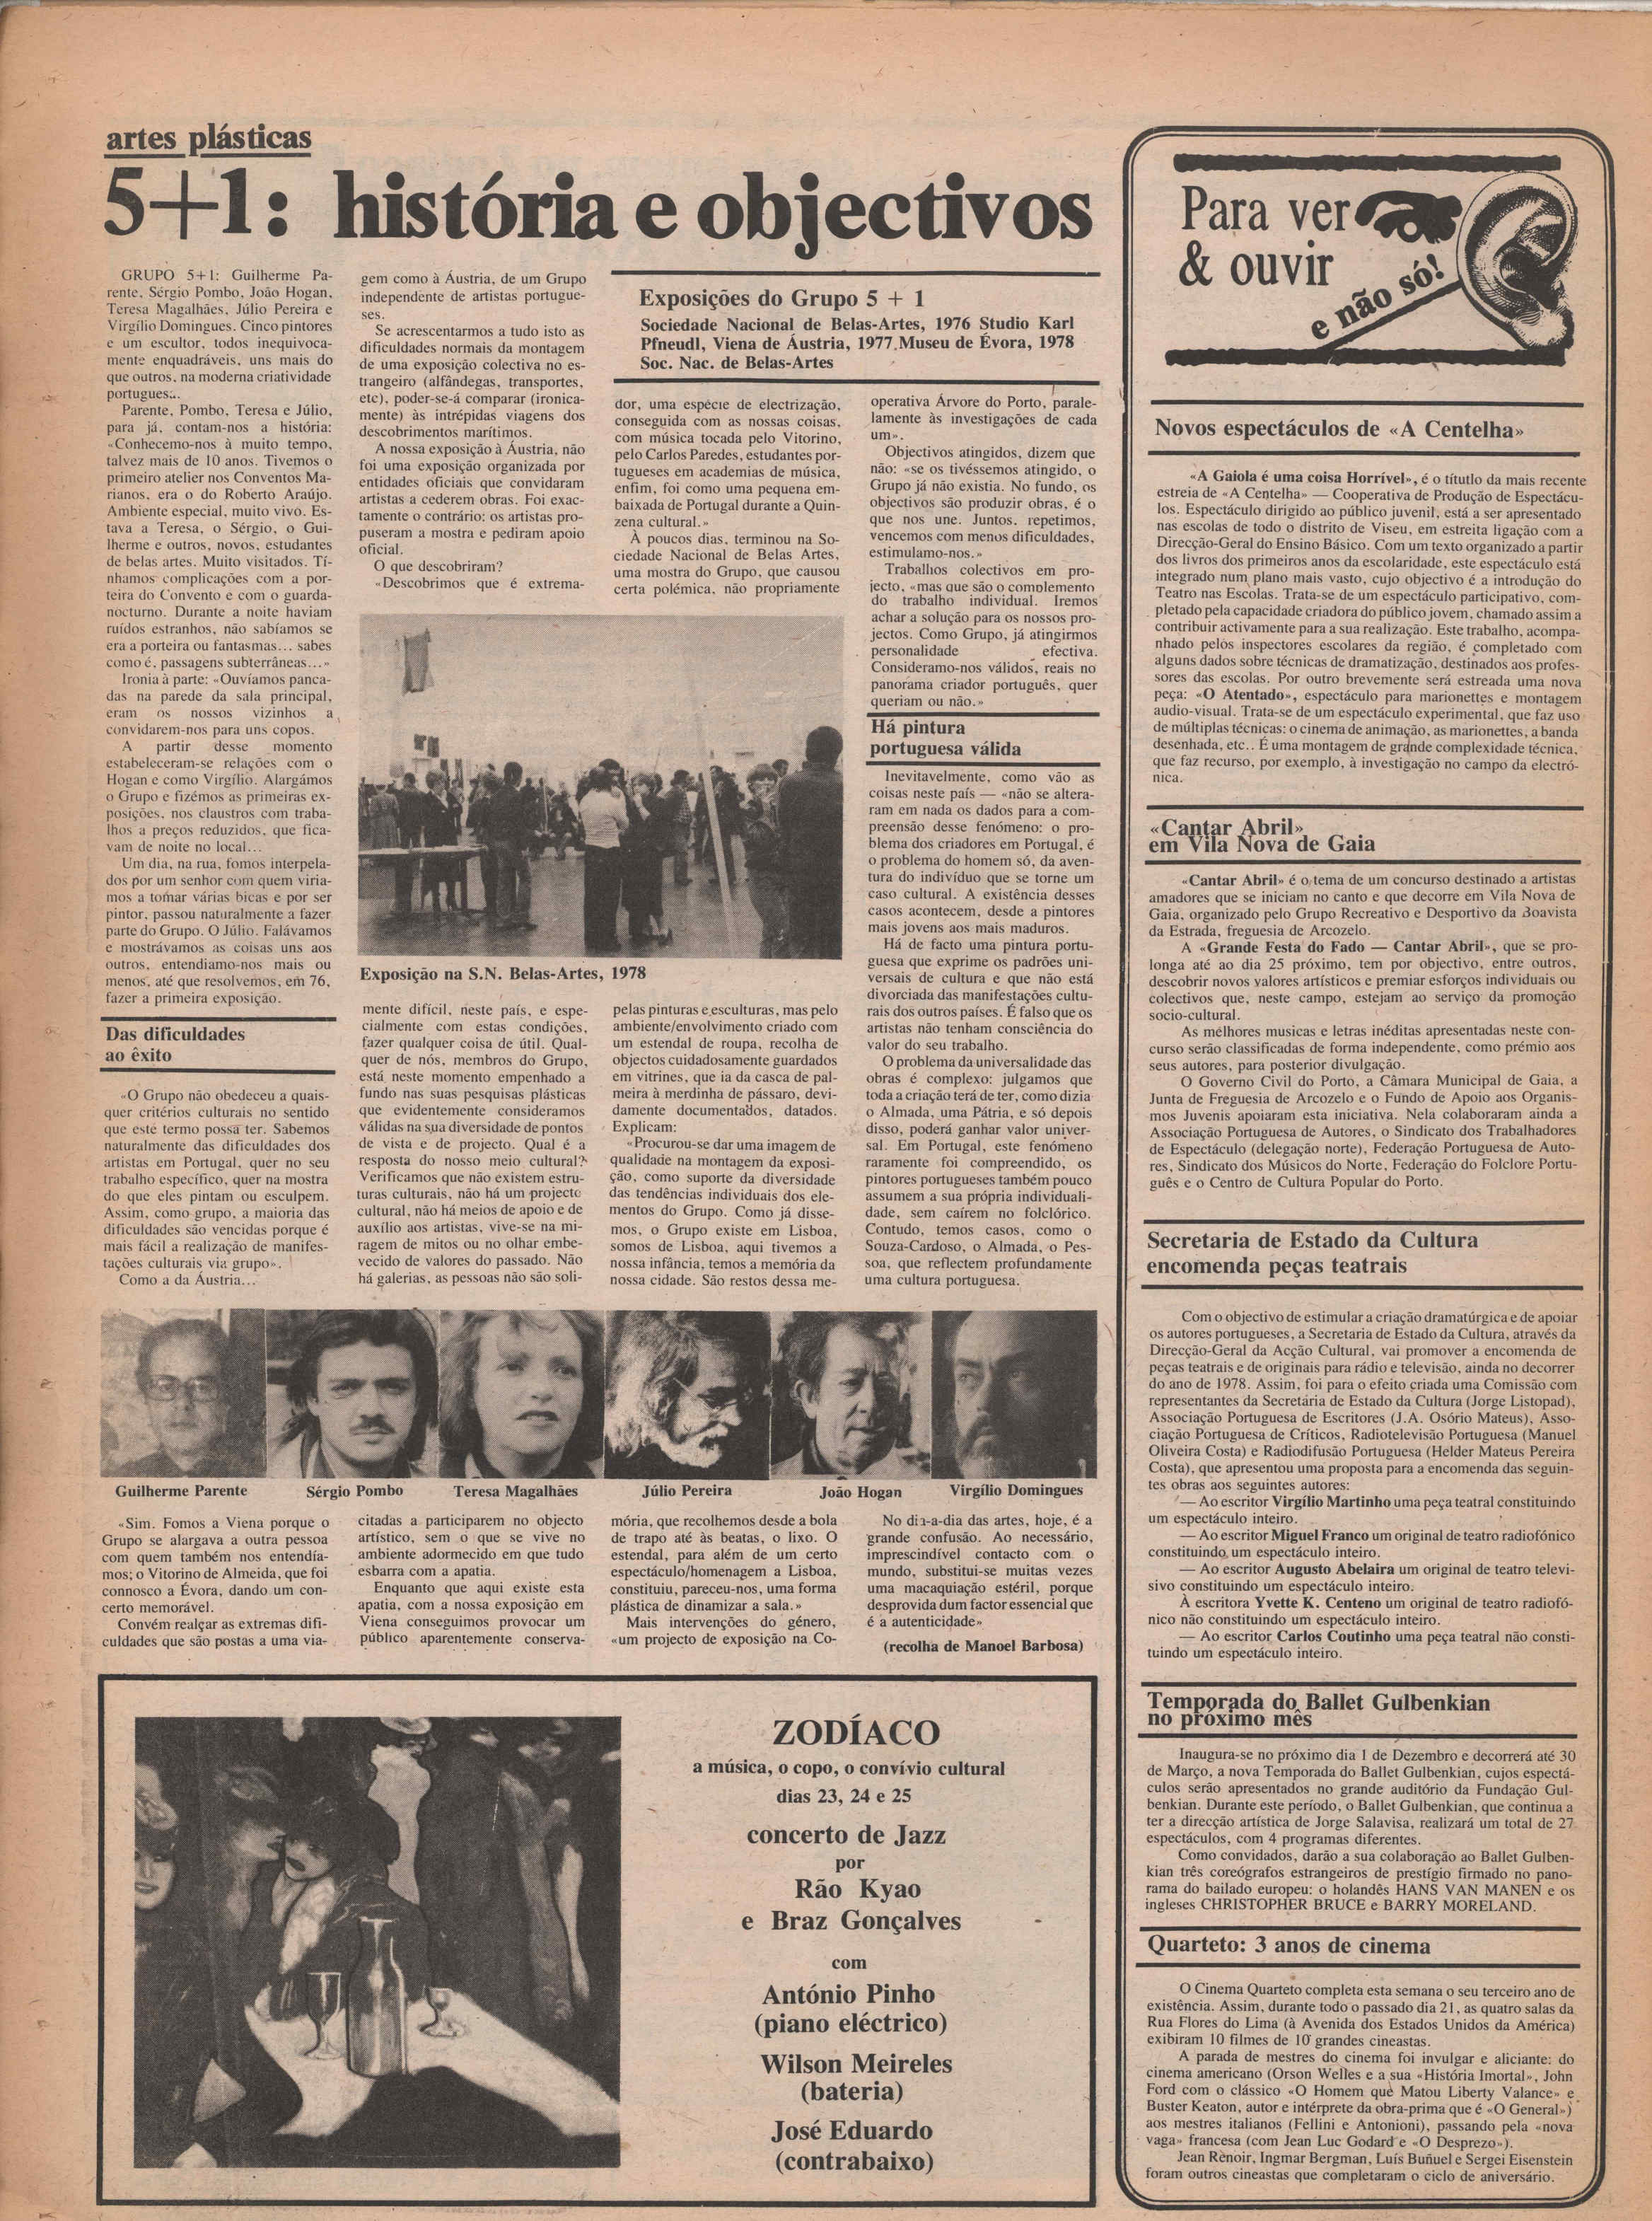 artes plásticas
5+1: história e objectivos
GRUPO 5+1: Guilherme Pa-
rente, Sérgio Pombo, João Hogan,
Teresa Magalhães, Júlio Pereira e
Virgílio Domingues. Cinco pintores
e um escultor, todos inequivoca-
mente enquadráveis, uns mais do
que outros, na moderna criatividade
portugues...
Parente, Pombo, Teresa e Júlio,
para já, contam-nos a história:
«Conhecemo-nos à muito tempo,
talvez mais de 10 anos. Tivemos o
primeiro atelier nos Conventos Ma-
rianos, era o do Roberto Araújo.
Ambiente especial, muito vivo. Es-
tava a Teresa, o Sérgio, o Gui-
lherme e outros, novos, estudantes
de belas artes. Muito visitados. Tí-
nhamos complicações com a por-
teira do Convento e com o guarda-
nocturno. Durante a noite haviam
ruídos estranhos, não sabíamos se
era a porteira ou fantasmas... sabes
como é, passagens subterrâneas...»
Ironia à parte: «Ouvíamos panca-
das na parede da sala principal,
eram os nossos vizinhos a
convidarem-nos para uns copos.
A partir desse momento
estabeleceram-se relações com o
Hogan e como Virgílio. Alargámos
o Grupo e fizémos as primeiras ex-
posições, nos claustros com traba-
lhos a preços reduzidos, que fica-
vam de noite no local...
Um dia, na rua, fomos interpela-
dos por um senhor com quem viria-
mos a tomar várias bicas e por ser
pintor, passou naturalmente a fazer
parte do Grupo. O Júlio. Falávamos
e mostrávamos as coisas uns aos
outros, entendiamo-nos mais ou
menos, até que resolvemos, em 76,
fazer a primeira exposição.
Das dificuldades
ao êxito
«O Grupo não obedeceu a quais-
quer critérios culturais no sentido
que este termo possa ter. Sabemos
naturalmente das dificuldades dos
artistas em Portugal, quer no seu
trabalho específico, quer na mostra
do que eles pintam ou esculpem.
Assim, como grupo, a maioria das
dificuldades são vencidas porque é
mais fácil a realização de manifes-
tações culturais via grupo».
Como a da Áustria...
«Sim. Fomos a Viena porque o
Grupo se alargava a outra pessoa
com quem também nos entendía-
mos; o Vitorino de Almeida, que foi
connosco a Évora, dando um con-
certo memorável.
Convém realçar as extremas difi-
culdades que são postas a uma via-
gem como à Áustria, de um Grupo
independente de artistas portugue-
ses.
Se acrescentarmos a tudo isto as
dificuldades normais da montagem
de uma exposição colectiva no es-
trangeiro (alfândegas, transportes,
etc), poder-se-á comparar (ironica-
mente) às intrépidas viagens dos
descobrimentos marítimos.
A nossa exposição à Áustria, não
foi uma exposição organizada por
entidades oficiais que convidaram
artistas a cederem obras. Foi exac-
tamente o contrário: os artistas pro-
puseram a mostra e pediram apoio
oficial.
O que descobriram?
«Descobrimos que é extrema-
mente difícil, neste país, e espe-
cialmente com estas condições,
fazer qualquer coisa de útil. Qual-
quer de nós, membros do Grupo,
está neste momento empenhado a
fundo nas suas pesquisas plásticas
que evidentemente consideramos
válidas na sua diversidade de pontos
de vista e de projecto. Qual é a
resposta do nosso meio cultural?
Verificamos que não existem estru-
turas culturais, não há um projecto
cultural, não há meios de apoio e de
auxílio aos artistas, vive-se na mi-
ragem de mitos ou no olhar embe-
vecido de valores do passado. Não
há galerias, as pessoas não são soli-
citadas a participarem no objecto
artístico, sem o que se vive no
ambiente adormecido em que tudo
esbarra com a apatia.
Enquanto que aqui existe esta
apatia, com a nossa exposição em
Viena conseguimos provocar um
público aparentemente conserva-
Exposições do Grupo 5 + 1
Sociedade Nacional de Belas-Artes, 1976 Studio Karl
Pfneudl, Viena de Áustria, 1977 Museu de Évora, 1978
Soc. Nac. de Belas-Artes
dor, uma espécie de electrização,
conseguida com as nossas coisas,
com música tocada pelo Vitorino,
pelo Carlos Paredes, estudantes por-
tugueses em academias de música,
enfim, foi como uma pequena em-
baixada de Portugal durante a Quin-
zena cultural.»
À poucos dias, terminou na So-
ciedade Nacional de Belas Artes,
uma mostra do Grupo, que causou
certa polémica, não propriamente
Exposição na S.N. Belas-Artes, 1978
pelas pinturas e esculturas, mas pelo
ambiente/envolvimento criado com
um estendal de roupa, recolha de
objectos cuidadosamente guardados
em vitrines, que ia da casca de pal-
meira à merdinha de pássaro, devi-
damente documentados, datados.
Explicam:
«Procurou-se dar uma imagem de
qualidade na montagem da exposi-
ção, como suporte da diversidade
das tendências individuais dos ele-
mentos do Grupo. Como já disse-
mos, o Grupo existe em Lisboa,
somos de Lisboa, aqui tivemos a
nossa infância, temos a memória da
nossa cidade. São restos dessa me-
mória, que recolhemos desde a bola
de trapo até às beatas, o lixo. O
estendal, para além de um certo
espectáculo/homenagem a Lisboa,
constituiu, pareceu-nos, uma forma
plástica de dinamizar a sala.»
Mais intervenções do género,
«um projecto de exposição na Co-
operativa Árvore do Porto, parale-
lamente às investigações de cada
um».
Objectivos atingidos, dizem que
não: «se os tivéssemos atingido, o
Grupo já não existia. No fundo, os
objectivos são produzir obras, é o
que nos une. Juntos, repetimos,
vencemos com menos dificuldades,
estimulamo-nos.»
Trabalhos colectivos em pro-
jecto, «mas que são o complemento
do trabalho individual. Iremos
achar a solução para os nossos pro-
jectos. Como Grupo, já atingirmos
personalidade efectiva.
Consideramo-nos válidos, reais no
panorama criador português, quer
queriam ou não.»
Há pintura
portuguesa válida
Inevitavelmente, como vão as
coisas neste país — «não se altera-
ram em nada os dados para a com-
preensão desse fenómeno: o pro-
blema dos criadores em Portugal, é
o problema do homem só, da aven-
tura do indivíduo que se torne um
caso cultural. A existência desses
casos acontecem, desde a pintores
mais jovens aos mais maduros.
Há de facto uma pintura portu-
guesa que exprime os padrões uni-
versais de cultura e que não está
divorciada das manifestações cultu-
rais dos outros países. É falso que os
artistas não tenham consciência do
valor do seu trabalho.
O problema da universalidade das
obras é complexo: julgamos que
toda a criação terá de ter, como dizia
o Almada, uma Pátria, e só depois
disso, poderá ganhar valor univer-
sal. Em Portugal, este fenómeno
raramente foi compreendido, os
pintores portugueses também pouco
assumem a sua própria individuali-
dade, sem caírem no folclórico.
Contudo, temos casos, como o
Souza-Cardoso, o Almada, o Pes-
soa, que reflectem profundamente
uma cultura portuguesa.
No dia-a-dia das artes, hoje, é a
grande confusão. Ao necessário,
imprescindível contacto com o
mundo, substitui-se muitas vezes
uma macaquiação estéril, porque
desprovida dum factor essencial que
é a autenticidade»
(recolha de Manoel Barbosa)
Guilherme Parente
Sérgio Pombo
Teresa Magalhães
Júlio Pereira
João Hogan
Virgílio Domingues
ZODÍACO
a música, o copo, o convívio cultural
dias 23, 24 e 25
concerto de Jazz
por
Rão Kyao
e Braz Gonçalves
com
António Pinho
(piano eléctrico)
Wilson Meireles
(bateria)
José Eduardo
(contrabaixo)
Para ver
& ouvir
e não só!
Novos espectáculos de «A Centelha»
«A Gaiola é uma coisa Horrível», é o títutlo da mais recente
estreia de «A Centelha» — Cooperativa de Produção de Espectácu-
los. Espectáculo dirigido ao público juvenil, está a ser apresentado
nas escolas de todo o distrito de Viseu, em estreita ligação com a
Direcção-Geral do Ensino Básico. Com um texto organizado a partir
dos livros dos primeiros anos da escolaridade, este espectáculo está
integrado num plano mais vasto, cujo objectivo é a introdução do
Teatro nas Escolas. Trata-se de um espectáculo participativo, com-
pletado pela capacidade criadora do público jovem, chamado assim a
contribuir activamente para a sua realização. Este trabalho, acompa-
nhado pelos inspectores escolares da região, é completado com
alguns dados sobre técnicas de dramatização, destinados aos profes-
sores das escolas. Por outro brevemente será estreada uma nova
peça: «O Atentado», espectáculo para marionettes e montagem
audio-visual. Trata-se de um espectáculo experimental, que faz uso
de múltiplas técnicas: o cinema de animação, as marionettes, a banda
desenhada, etc.. É uma montagem de grande complexidade técnica,
que faz recurso, por exemplo, à investigação no campo da electró-
nica.
«Cantar Abril»
em Vila Nova de Gaia
«Cantar Abril» é o tema de um concurso destinado a artistas
amadores que se iniciam no canto e que decorre em Vila Nova de
Gaia, organizado pelo Grupo Recreativo e Desportivo da Boavista
da Estrada, freguesia de Arcozelo.
A «Grande Festa do Fado — Cantar Abril», que se pro-
longa até ao dia 25 próximo, tem por objectivo, entre outros,
descobrir novos valores artísticos e premiar esforços individuais ou
colectivos que, neste campo, estejam ao serviço da promoção
socio-cultural.
As melhores musicas e letras inéditas apresentadas neste con-
curso serão classificadas de forma independente, como prémio aos
seus autores, para posterior divulgação.
O Governo Civil do Porto, a Câmara Municipal de Gaia, a
Junta de Freguesia de Arcozelo e o Fundo de Apoio aos Organis-
mos Juvenis apoiaram esta iniciativa. Nela colaboraram ainda a
Associação Portuguesa de Autores, o Sindicato dos Trabalhadores
de Espectáculo (delegação norte), Federação Portuguesa de Auto-
res, Sindicato dos Músicos do Norte, Federação do Folclore Portu-
guês e o Centro de Cultura Popular do Porto.
Secretaria de Estado da Cultura
encomenda peças teatrais
Com o objectivo de estimular a criação dramatúrgica e de apoiar
os autores portugueses, a Secretaria de Estado da Cultura, através da
Direcção-Geral da Acção Cultural, vai promover a encomenda de
peças teatrais e de originais para rádio e televisão, ainda no decorrer
do ano de 1978. Assim, foi para o efeito criada uma Comissão com
representantes da Secretaria de Estado da Cultura (Jorge Listopad),
Associação Portuguesa de Escritores (J.A. Osório Mateus), Asso-
ciação Portuguesa de Críticos, Radiotelevisão Portuguesa (Manuel
Oliveira Costa) e Radiodifusão Portuguesa (Helder Mateus Pereira
Costa), que apresentou uma proposta para a encomenda das seguin-
tes obras aos seguintes autores:
— Ao escritor Virgílio Martinho uma peça teatral constituindo
um espectáculo inteiro.
— Ao escritor Miguel Franco um original de teatro radiofónico
constituindo um espectáculo inteiro.
— Ao escritor Augusto Abelaira um original de teatro televi-
sivo constituindo um espectáculo inteiro.
À escritora Yvette K. Centeno um original de teatro radiofó-
nico não constituindo um espectáculo inteiro.
— Ao escritor Carlos Coutinho uma peça teatral não consti-
tuindo um espectáculo inteiro.
Temporada do Ballet Gulbenkian
no próximo mês
Inaugura-se no próximo dia 1 de Dezembro e decorrerá até 30
de Março, a nova Temporada do Ballet Gulbenkian, cujos espectá-
culos serão apresentados no grande auditório da Fundação Gul-
benkian. Durante este período, o Ballet Gulbenkian, que continua a
ter a direcção artística de Jorge Salavisa, realizará um total de 27
espectáculos, com 4 programas diferentes.
Como convidados, darão a sua colaboração ao Ballet Gulben-
kian três coreógrafos estrangeiros de prestígio firmado no pano-
rama do bailado europeu: o holandês HANS VAN MANEN e os
ingleses CHRISTOPHER BRUCE e BARRY MORELAND.
Quarteto: 3 anos de cinema
O Cinema Quarteto completa esta semana o seu terceiro ano de
existência. Assim, durante todo o passado dia 21, as quatro salas da
Rua Flores do Lima (à Avenida dos Estados Unidos da América)
exibiram 10 filmes de 10 grandes cineastas.
A parada de mestres do cinema foi invulgar e aliciante: do
cinema americano (Orson Welles e a sua «História Imortal», John
Ford com o clássico «O Homem que Matou Liberty Valance» e
Buster Keaton, autor e intérprete da obra-prima que é «O General»)
aos mestres italianos (Fellini e Antonioni), passando pela «nova
vaga» francesa (com Jean Luc Godard e «O Desprezo»).
Jean Renoir, Ingmar Bergman, Luís Buñuel e Sergei Eisenstein
foram outros cineastas que completaram o ciclo de aniversário.